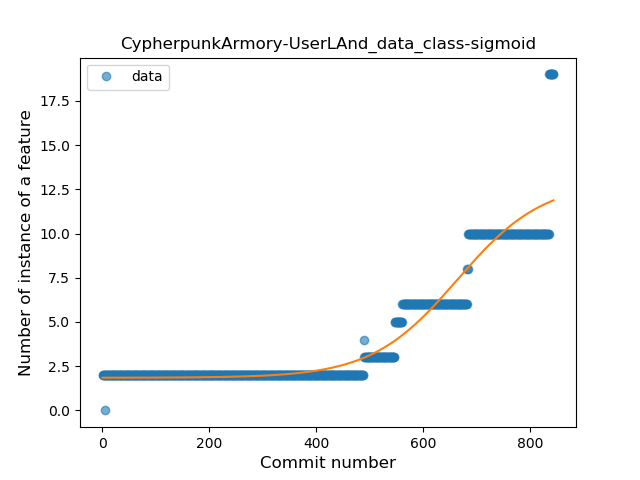 CypherpunkArmory-UserLAnd_data_class-sigmoid
data
Number of instance of a feature
17.5
15.0
12.5
10.0
7.5
5.0
2.5
0.0
0 200 400 600 800
Commit number